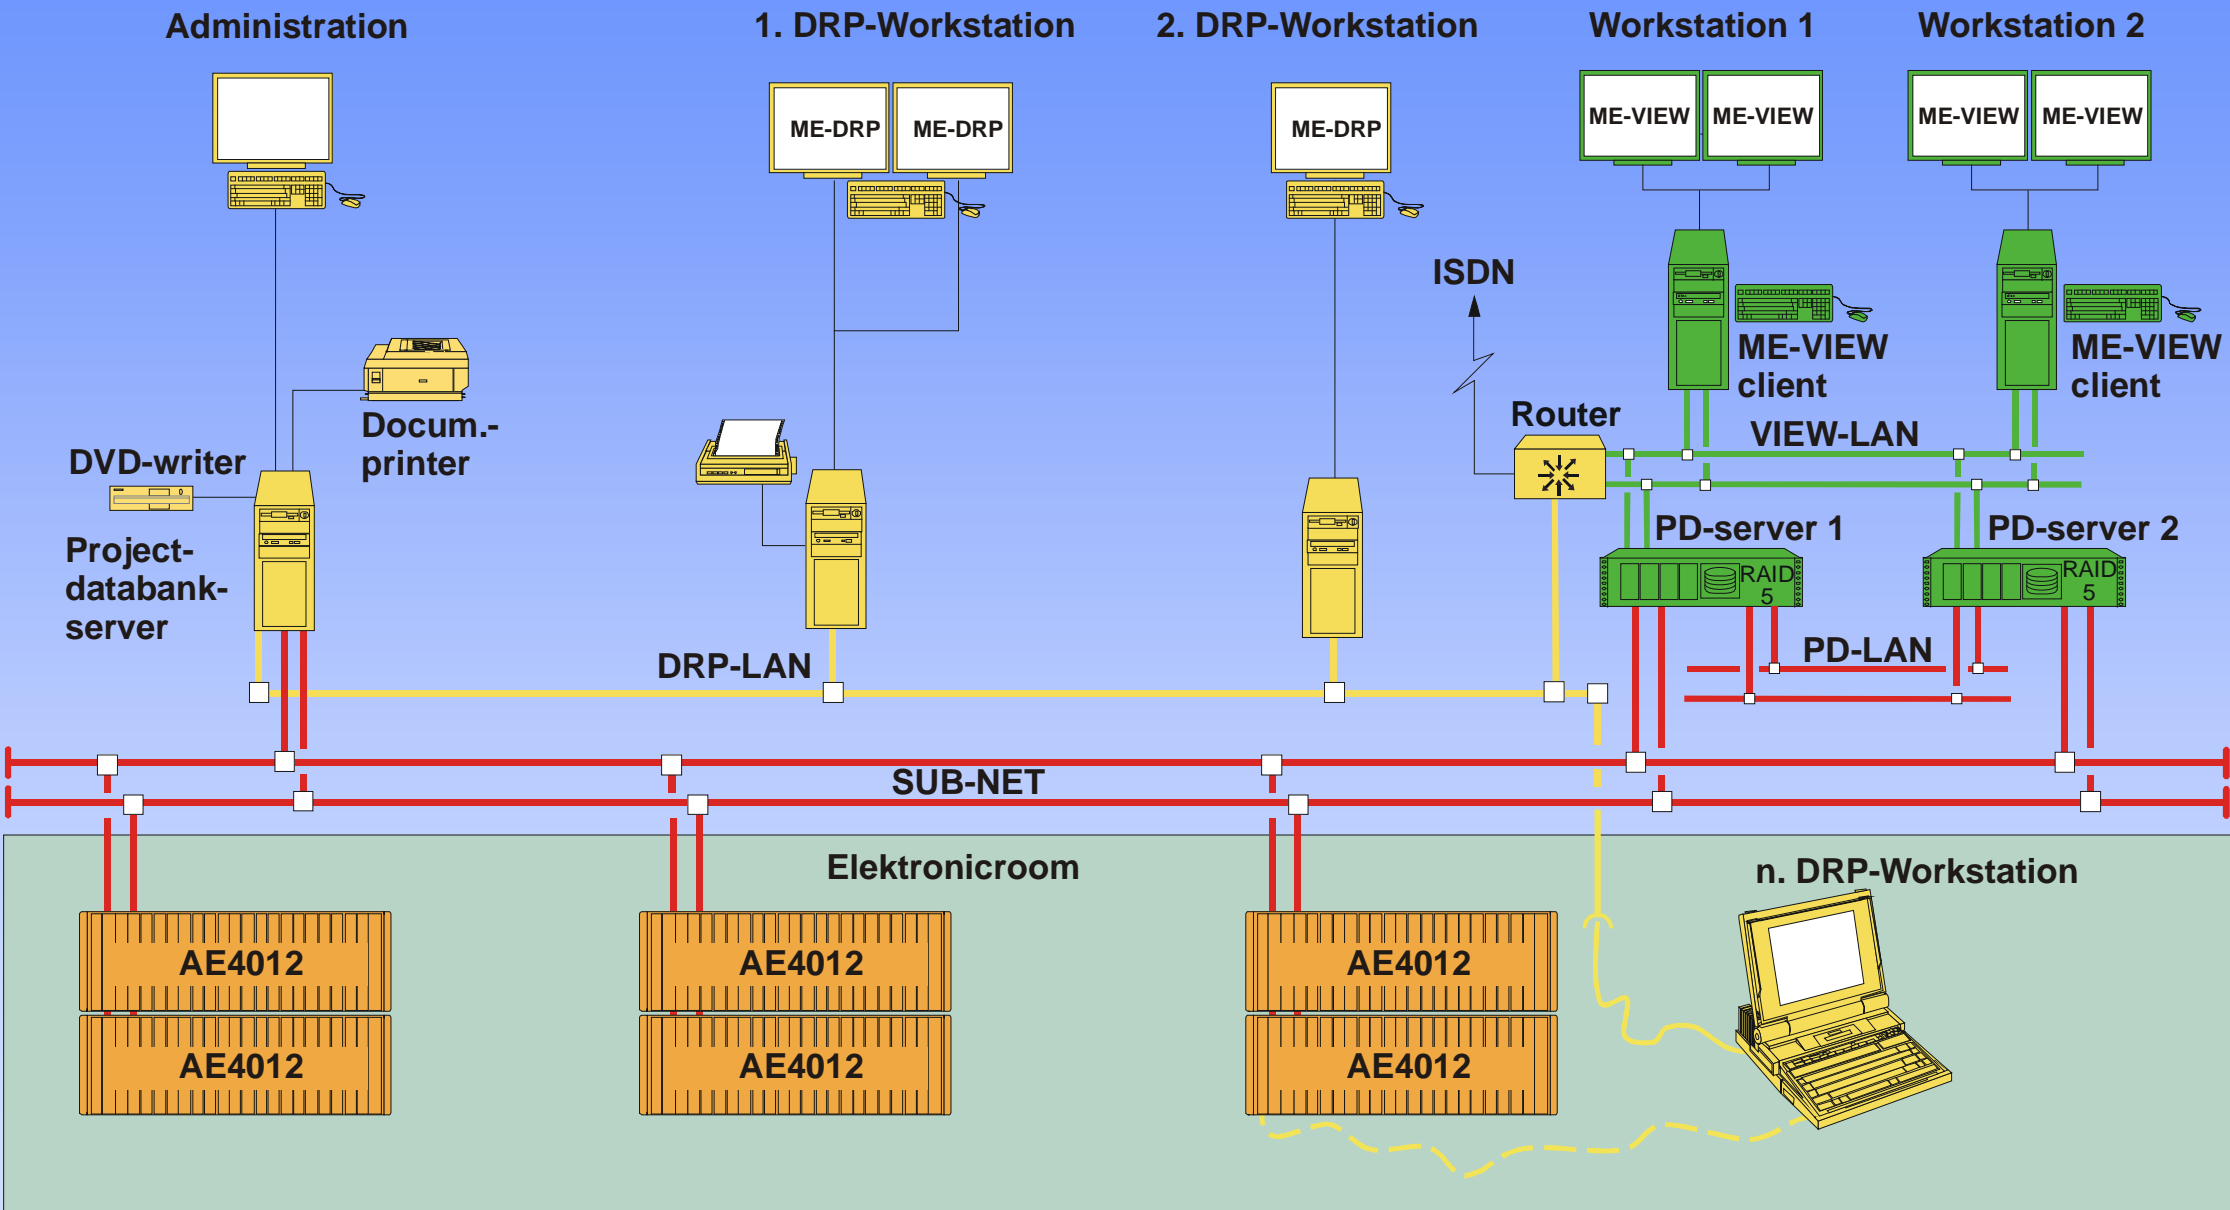 Administration
1. DRP-Workstation
2. DRP-Workstation
Workstation 1
Workstation 2
ME-DRP
ME-DRP
ME-DRP
ME-VIEW
ME-VIEW
ME-VIEW
ME-VIEW
ISDN
ME-VIEW
client
ME-VIEW
client
Docum.-
printer
Router
VIEW-LAN
DVD-writer
Project-
databank-
server
PD-server 1
PD-server 2
RAID
5
RAID
5
DRP-LAN
PD-LAN
SUB-NET
Elektronicroom
n. DRP-Workstation
AE4012
AE4012
AE4012
AE4012
AE4012
AE4012